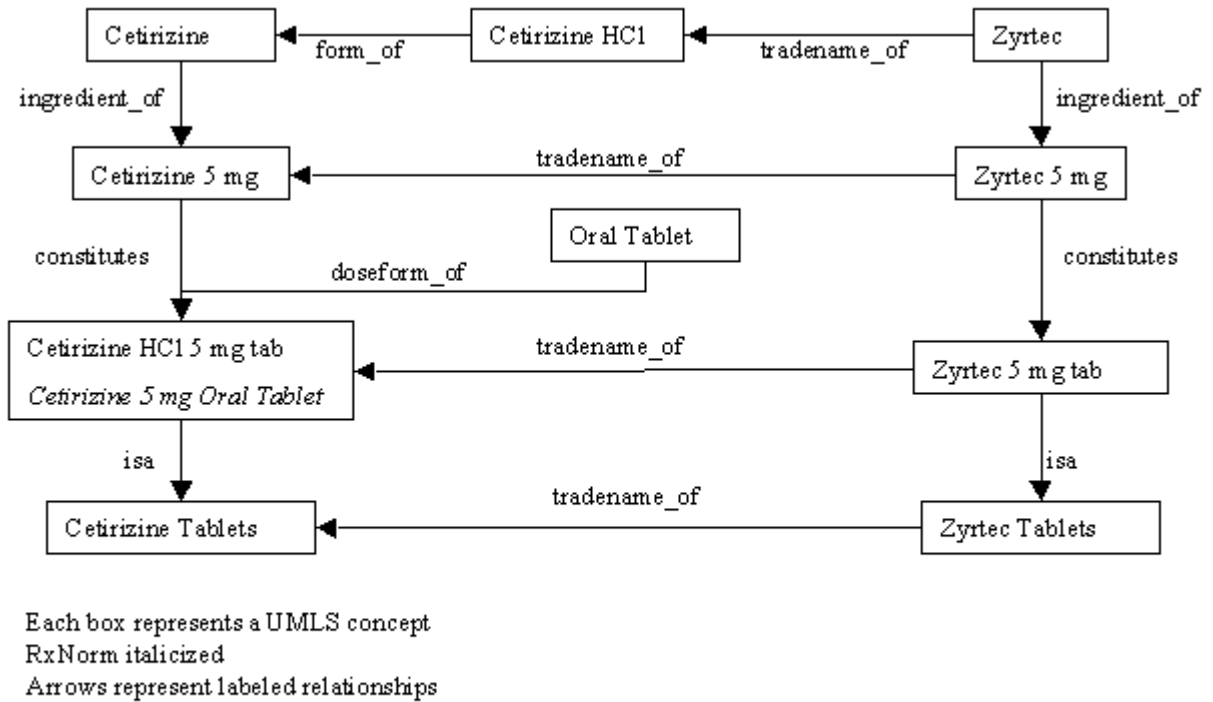 Cetirizine
Cetirizine HCl
Zyrtec
form_of
tradename_of
ingredient_of
ingredient_of
tradename_of
Cetirizine 5 mg
Zyrtec 5 mg
Oral Tablet
constitutes
constitutes
doseform_of
Cetirizine HCl 5 mg tab
Cetirizine 5 mg Oral Tablet
tradename_of
Zyrtec 5 mg tab
isa
isa
tradename_of
Cetirizine Tablets
Zyrtec Tablets
Each box represents a UMLS concept
RxNorm italicized
Arrows represent labeled relationships